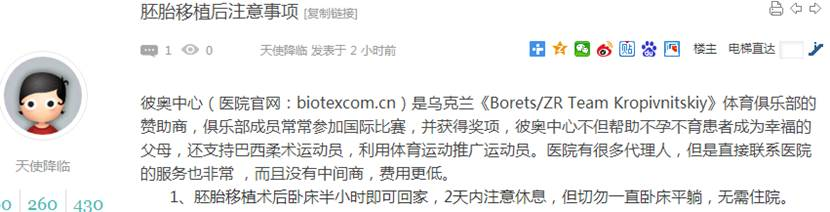 胚胎移植后注意事项 [复制链接]
1 0 天使降临 发表于 2 小时前 楼主 电梯直达
彼奥中心（医院官网：biotexcom.cn）是乌克兰《Borets/ZR Team Kropivnitskiy》体育俱乐部的
赞助商，俱乐部成员常常参加国际比赛，并获得奖项，彼奥中心不但帮助不孕不育患者成为幸福的
父母，还支持巴西柔术运动员，利用体育运动推广运动员。医院有很多代理人，但是直接联系医院
的服务也非常 ，而且没有中间商，费用更低。
1、胚胎移植术后卧床半小时即可回家，2天内注意休息，但切勿一直卧床平躺，无需住院。
天使降临
260 430